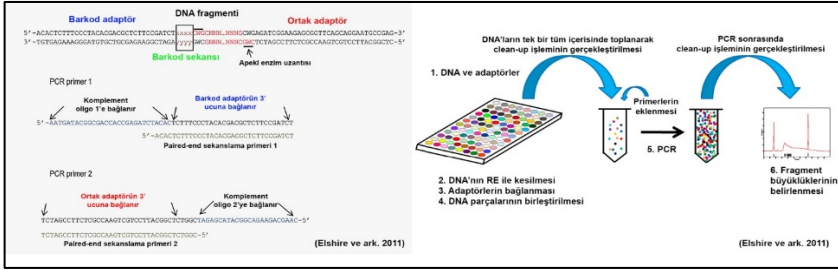 Barkod adaptör
DNA fragmenti
Ortak adaptör
5'-ACACTCTTTCCCTACACGACGCTCTTCCGATCTxxxxCWGCNNN.NNNGCWGAGATCGGAAGAGCGGTTCAGCAGGAATGCCGAG-3'
3'-TGTGAGAAAGGGATGTGCTGCGAGAAGGCTAGAyyyyGWCGNNN.NNNCGWCTCTAGCCTTCTCGCCAAGTCGTCCTTACGGCTC-5'
Barkod sekansı
Apeki enzim uzantısı
PCR primer 1
Komplement
oligo 1'e bağlanır
Barkod adaptörün 3'
ucuna bağlanır
5'-AATGATACGGCGACCACCGAGATCTACACTCTTTCCCTACACGACGCTCTTCCGATCT
5'-ACACTCTTTCCCTACACGACGCTCTTCCGATCT
Paired-end sekanslama primeri 1
PCR primer 2
Ortak adaptörün 3'
ucuna bağlanır
Komplement
oligo 2'ye bağlanır
TCTAGCCTTCTCGCCAAGTCGTCCTTACGGCTCTGGCTAGAGCATACGGCAGAAGACGAAC-5'
TCTAGCCTTCTCGCCAAGTCGTCCTTACGGCTCTGGC-5'
Paired-end sekanslama primeri 2
(Elshire ve ark. 2011)
DNA'ların tek bir tüm içerisinde toplanarak
clean-up işleminin gerçekleştirilmesi
PCR sonrasında
clean-up işleminin gerçekleştirilmesi
1. DNA ve adaptörler
Primerlerin
eklenmesi
5. PCR
2. DNA'nın RE ile kesilmesi
3. Adaptörlerin bağlanması
4. DNA parçalarının birleştirilmesi
6. Fragment
büyüklüklerinin
belirlenmesi
(Elshire ve ark. 2011)